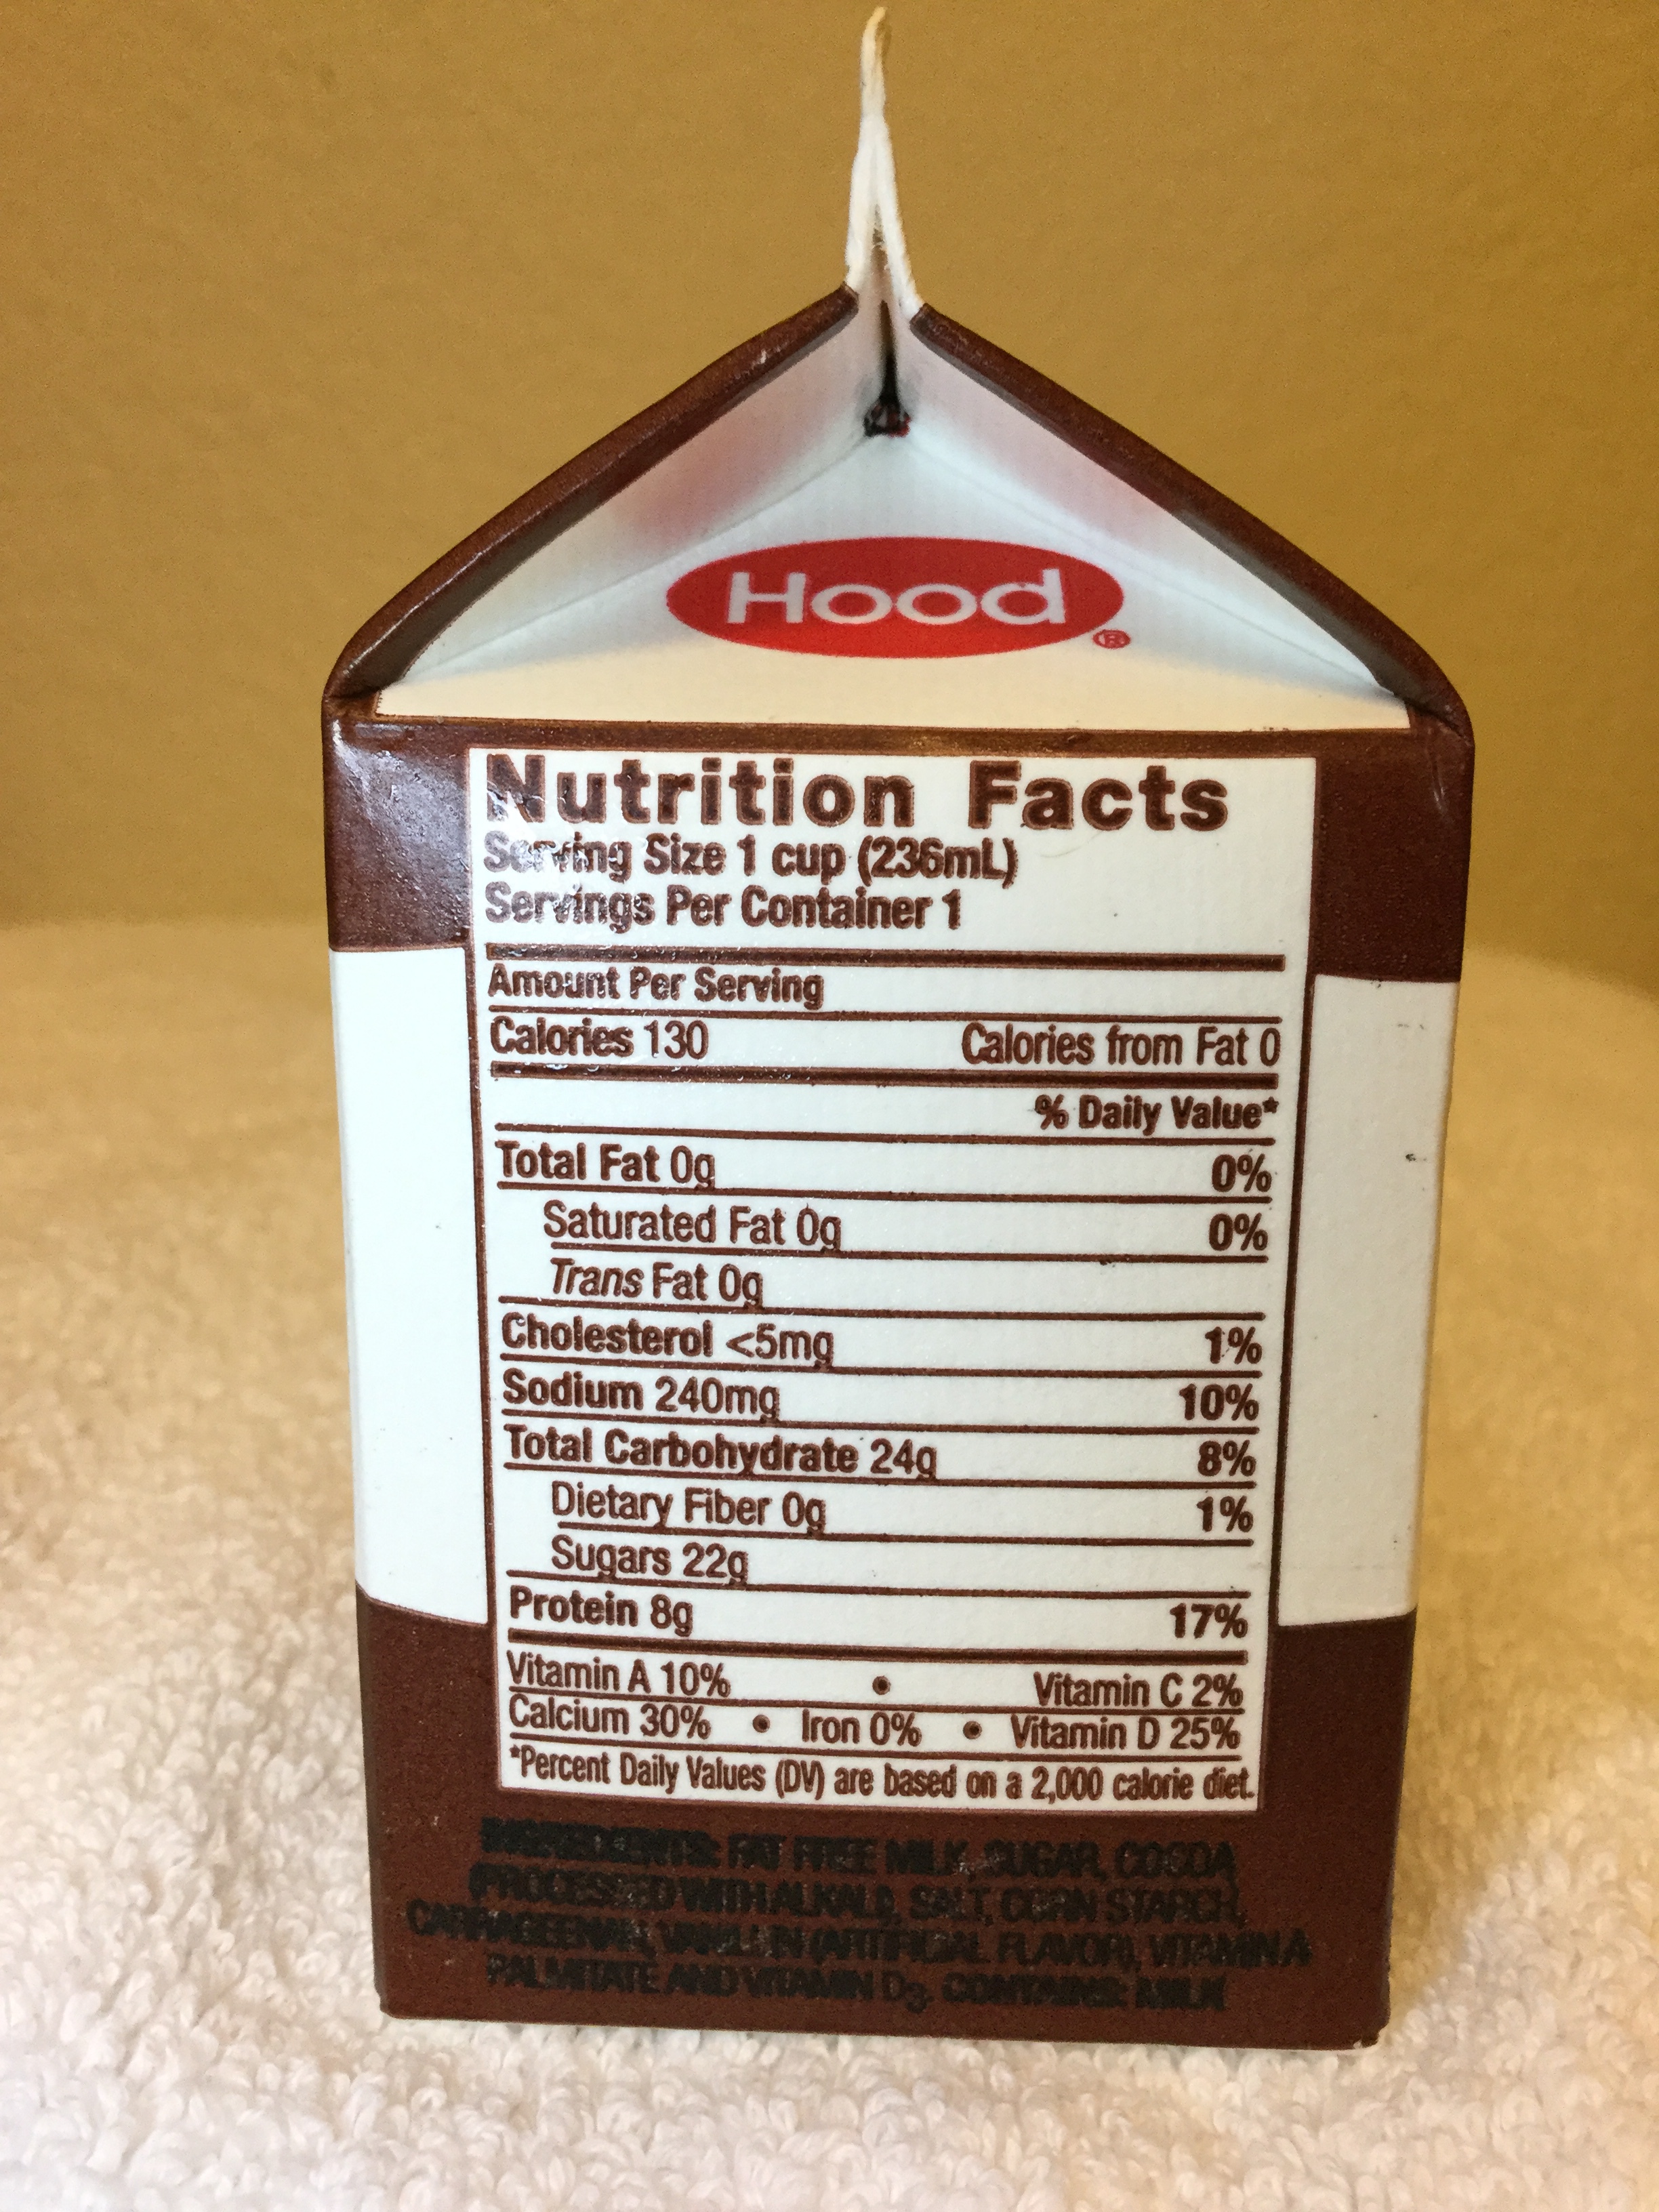 Hood
®
Nutrition Facts
Serving Size 1 cup (236mL)
Servings Per Container 1
Amount Per Serving
Calories 130 Calories from Fat 0
% Daily Value*
Total Fat 0g 0%
Saturated Fat 0g 0%
Trans Fat 0g
Cholesterol <5mg 1%
Sodium 240mg 10%
Total Carbohydrate 24g 8%
Dietary Fiber 0g 1%
Sugars 22g
Protein 8g 17%
Vitamin A 10% • Vitamin C 2%
Calcium 30% • Iron 0% • Vitamin D 25%
*Percent Daily Values (DV) are based on a 2,000 calorie diet.
INGREDIENTS: FAT FREE MILK, SUGAR, COCOA
(PROCESSED WITH ALKALI), SALT, CORN STARCH,
CARRAGEENAN, VANILLIN (ARTIFICIAL FLAVOR), VITAMIN A
PALMITATE AND VITAMIN D3. CONTAINS: MILK